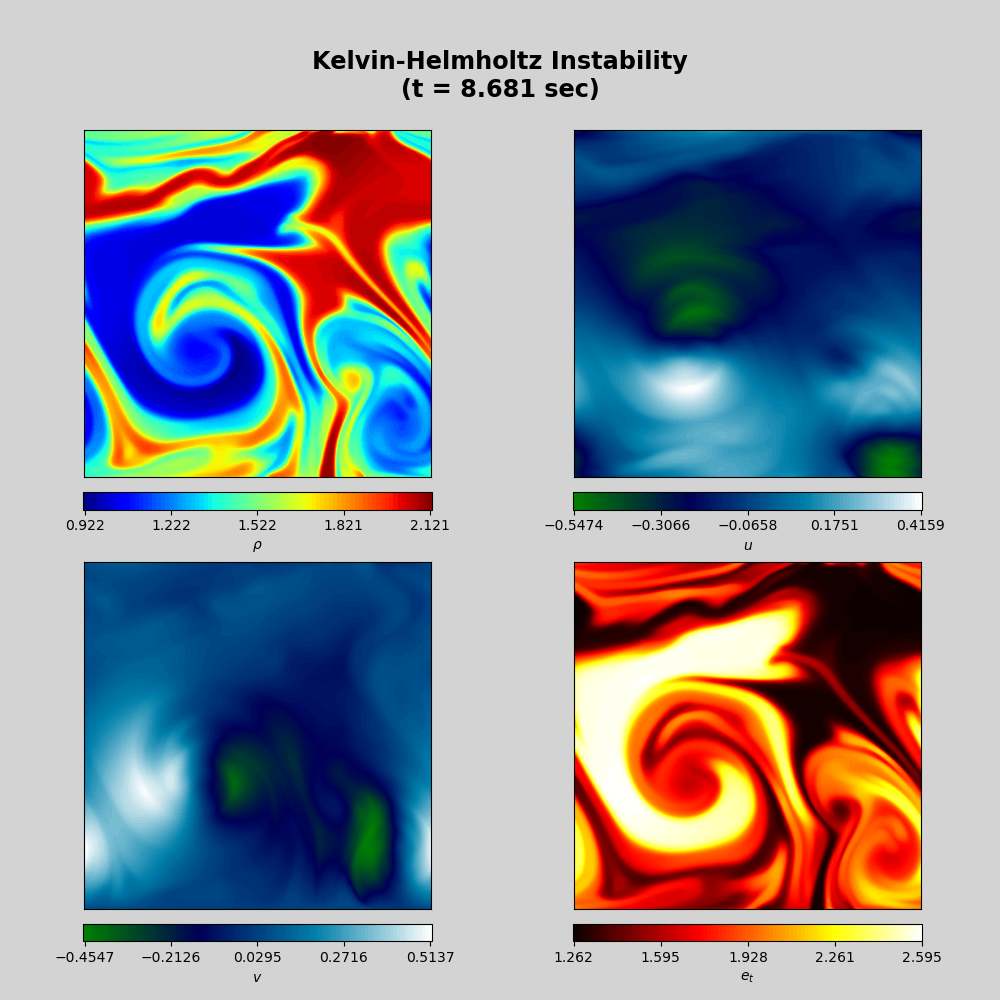 Kelvin-Helmholtz Instability
(t = 8.681 sec)
0.922 1.222 1.522 1.821 2.121
ρ
−0.5474 −0.3066 −0.0658 0.1751 0.4159
u
−0.4547 −0.2126 0.0295 0.2716 0.5137
v
1.262 1.595 1.928 2.261 2.595
e_t